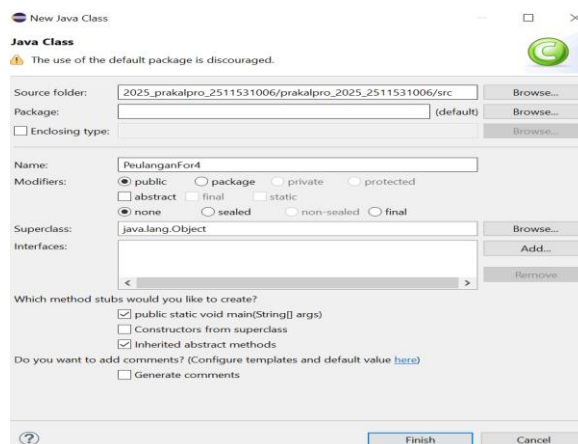 New Java Class
Java Class
The use of the default package is discouraged.
Source folder: 2025_prakalpro_2511531006/prakalpro_2025_2511531006/src Browse...
Package: (default) Browse...
Enclosing type: Browse...
Name: PeulanganFor4
Modifiers: public package private protected
abstract final static
none sealed non-sealed final
Superclass: java.lang.Object Browse...
Interfaces: Add...
Remove
Which method stubs would you like to create?
public static void main(String[] args)
Constructors from superclass
Inherited abstract methods
Do you want to add comments? (Configure templates and default value here)
Generate comments
? Finish Cancel